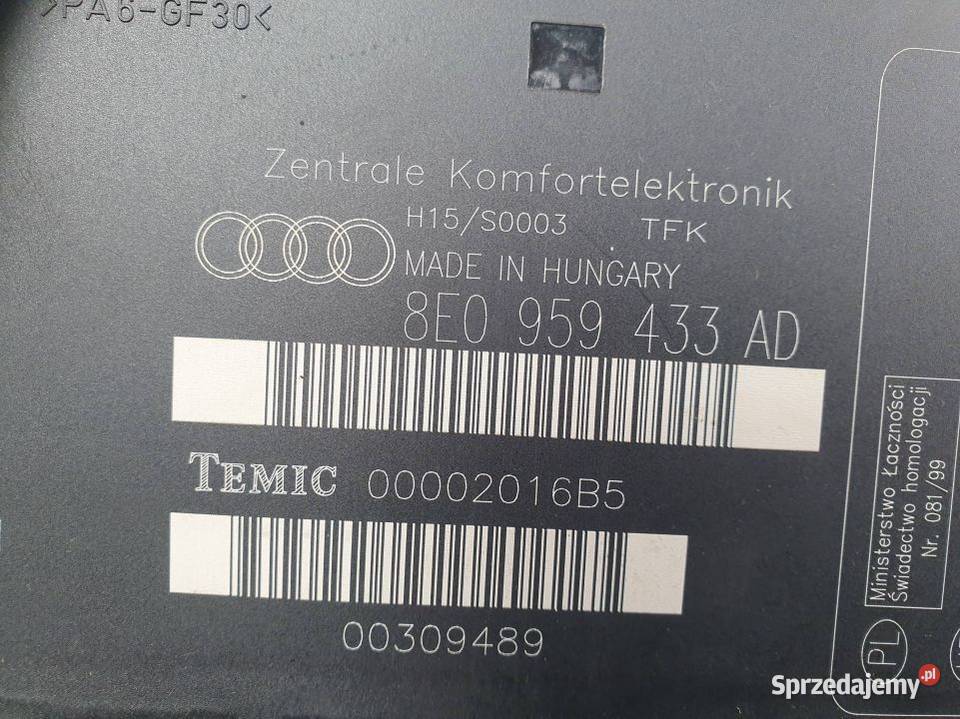 >PA6-GF30<
Zentrale Komfortelektronik
H15/S0003 TFK
MADE IN HUNGARY
8E0 959 433 AD
TEMIC 00002016B5
00309489
Ministerstwo Łączności
Świadectwo homologacji
Nr. 081/99
PL
Sprzedajemy.pl